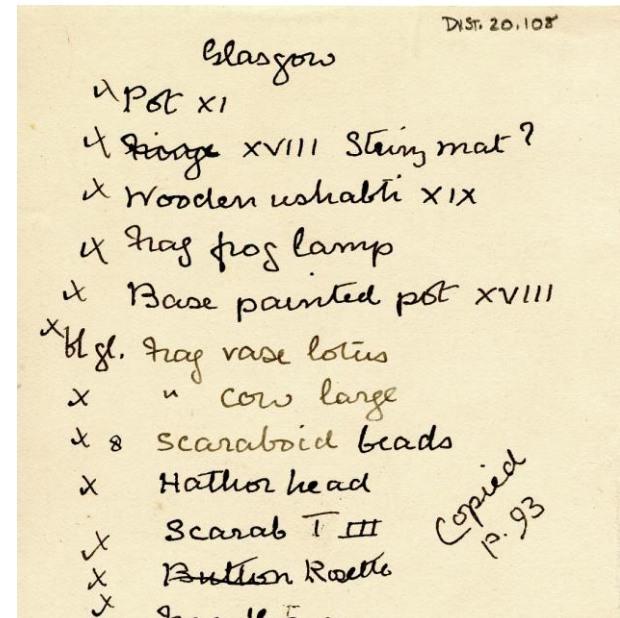 DIST. 20.108
Glasgow
x Pot XI
x Fringe XVIII String mat?
x Wooden ushabti XIX
x Frag frog lamp
x Base painted pot XVIII
x bl gl. Frag vase lotus
x " cow large
x 8 scaraboid beads
x Hathor head
x Scarab T III
x Button Rosette
x
Copied
p. 93